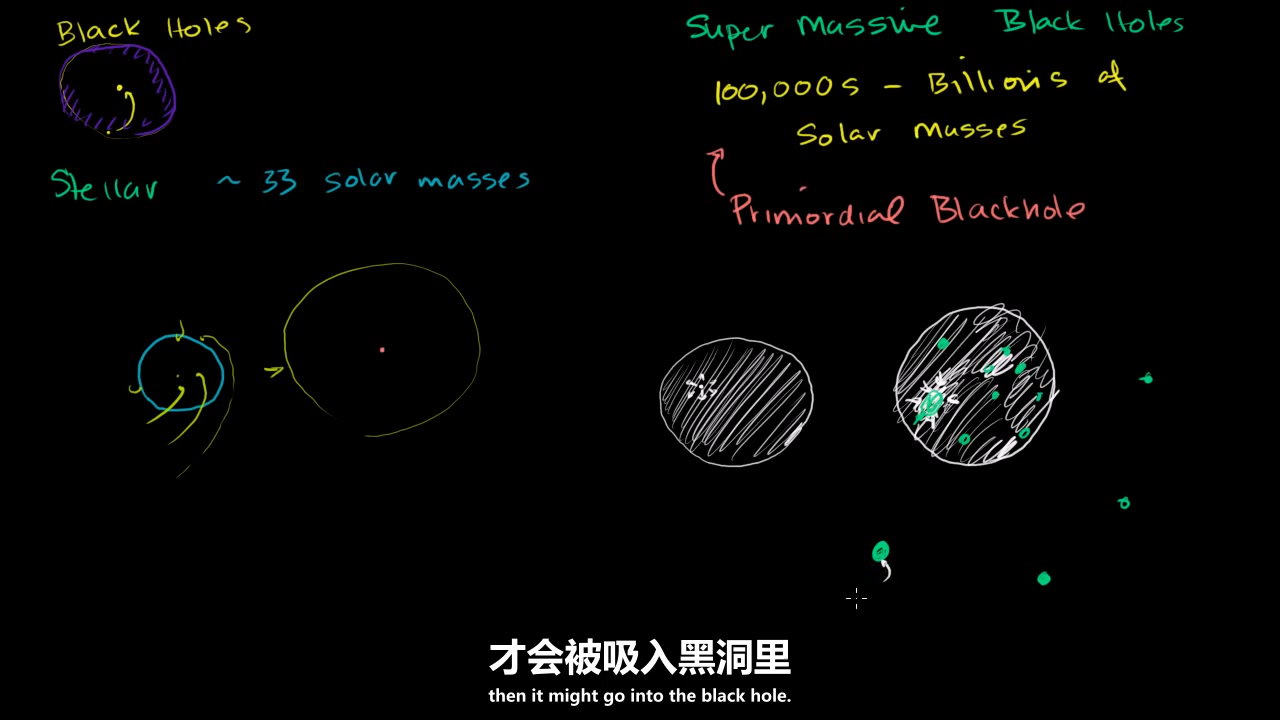 Black Holes
Super Massive Black Holes
100,000s - Billions of
Solar Masses
Stellar ~ 33 solar masses
Primordial Blackhole
才会被吸入黑洞里
then it might go into the black hole.